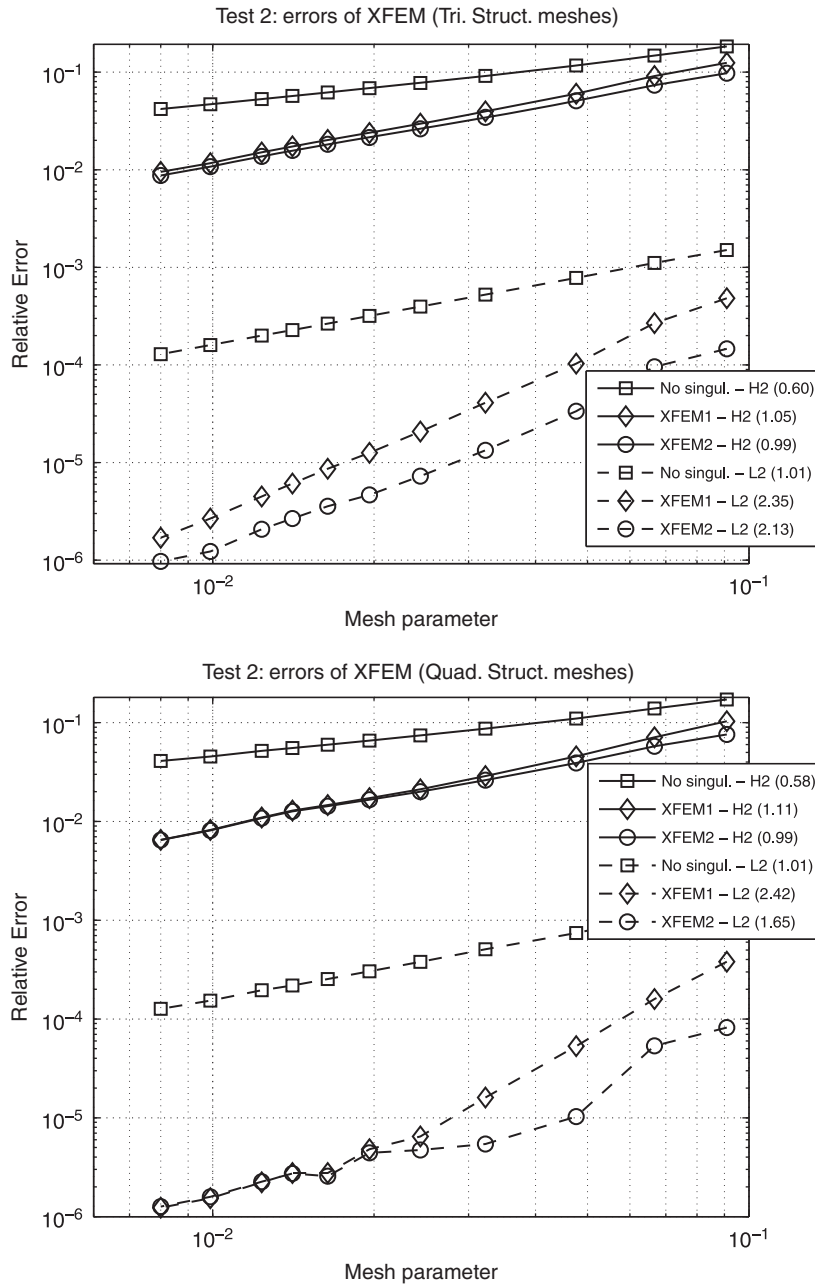 Test 2: errors of XFEM (Tri. Struct. meshes)
Relative Error
10−1
10−2
10−3
10−4
10−5
10−6
No singul. – H2 (0.60)
XFEM1 – H2 (1.05)
XFEM2 – H2 (0.99)
No singul. – L2 (1.01)
XFEM1 – L2 (2.35)
XFEM2 – L2 (2.13)
10−2
10−1
Mesh parameter
Test 2: errors of XFEM (Quad. Struct. meshes)
Relative Error
10−1
10−2
10−3
10−4
10−5
10−6
No singul. – H2 (0.58)
XFEM1 – H2 (1.11)
XFEM2 – H2 (0.99)
No singul. – L2 (1.01)
XFEM1 – L2 (2.42)
XFEM2 – L2 (1.65)
10−2
10−1
Mesh parameter